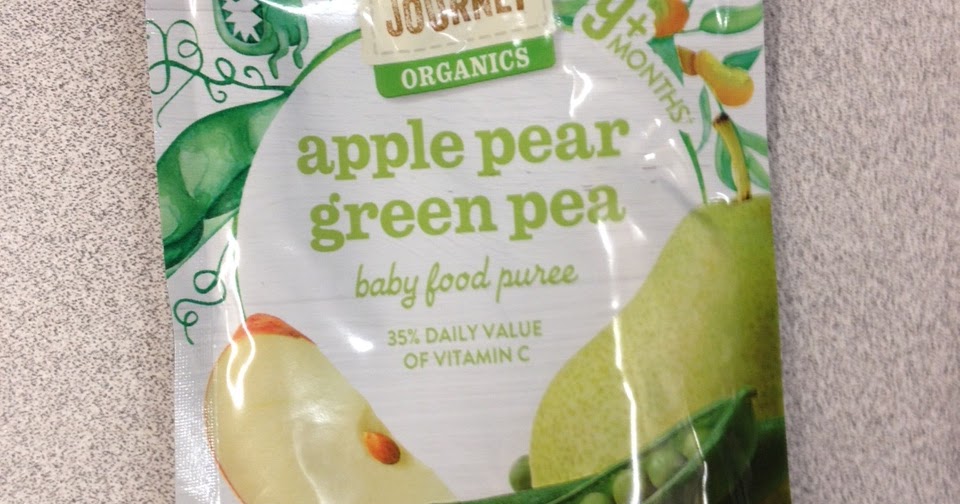 JOURNEY
ORGANICS
9+
MONTHS†
apple pear
green pea
baby food puree
35% DAILY VALUE
OF VITAMIN C